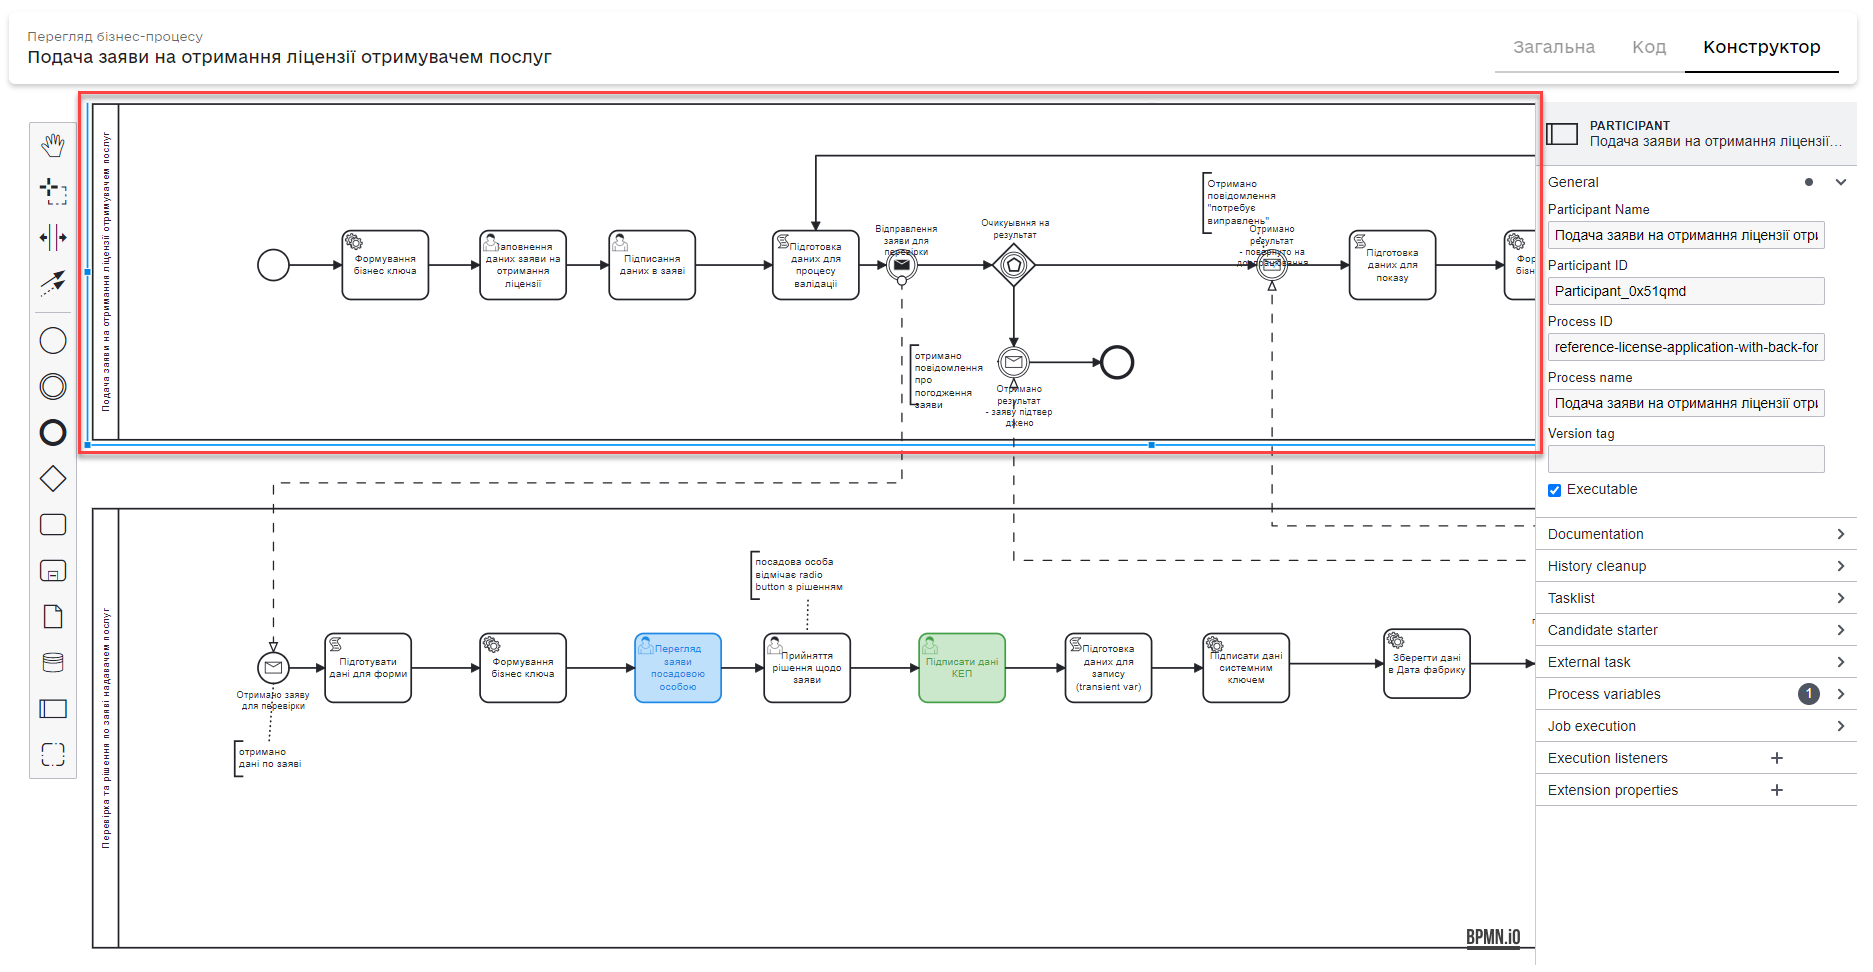 Перегляд бізнес-процесу
Подача заяви на отримання ліцензії отримувачем послуг
Загальна
Код
Конструктор
Подача заяви на отримання ліцензії отримувачем послуг
Формування
бізнес ключа
Заповнення
даних заяви на
отримання
ліцензії
Підписання
даних в заяві
Підготовка
даних для
процесу
валідації
Відправлення
заяви для
перевірки
Очикуывння на
результат
Отримано
повідомлення
"потребує
виправлень"
Отримано
результат
- повернуто на
доопрацювання
Підготовка
даних для
показу
отримано
повідомлення
про
погодження
заяви
Отримано
результат
- заяву підтвер
джено
Перевірка та рішення по заяві надавачем послуг
посадова особа
відмічає radio
button з рішенням
Отримано заяву
для перевірки
Підготувати
дані для форми
Формування
бізнес ключа
Перегляд
заяви
посадовою
особою
Прийняття
рішення щодо
заяви
Підписати дані
КЕП
Підготовка
даних для
запису
(transient var)
Підписати дані
системним
ключем
Зберегти дані
в Дата фабрику
отримано
дані по заяві
BPMN.iO
PARTICIPANT
Подача заяви на отримання ліцензії...
General
Participant Name
Подача заяви на отримання ліцензії отри
Participant ID
Participant_0x51qmd
Process ID
reference-license-application-with-back-for
Process name
Подача заяви на отримання ліцензії отри
Version tag
Executable
Documentation
History cleanup
Tasklist
Candidate starter
External task
Process variables
1
Job execution
Execution listeners
Extension properties